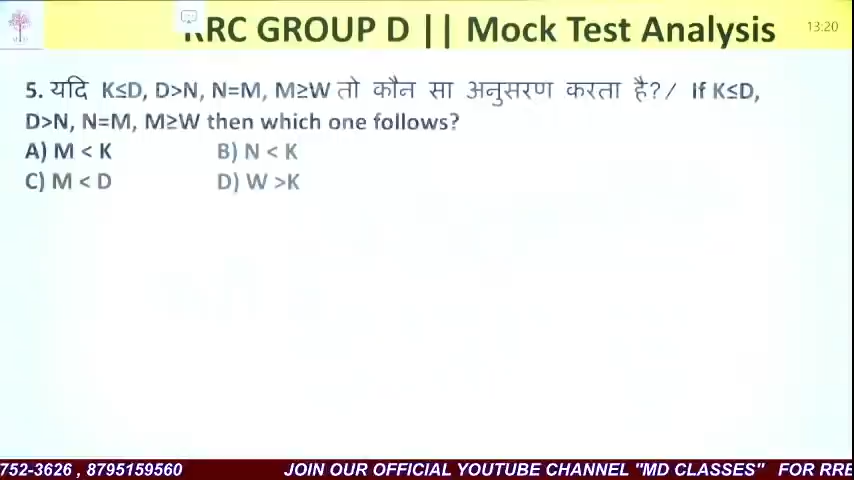 RRC GROUP D || Mock Test Analysis
13:20
5. यदि K≤D, D>N, N=M, M≥W तो कौन सा अनुसरण करता है?/ If K≤D,
D>N, N=M, M≥W then which one follows?
A) M < K B) N < K
C) M < D D) W >K
752-3626 , 8795159560 JOIN OUR OFFICIAL YOUTUBE CHANNEL "MD CLASSES" FOR RRB